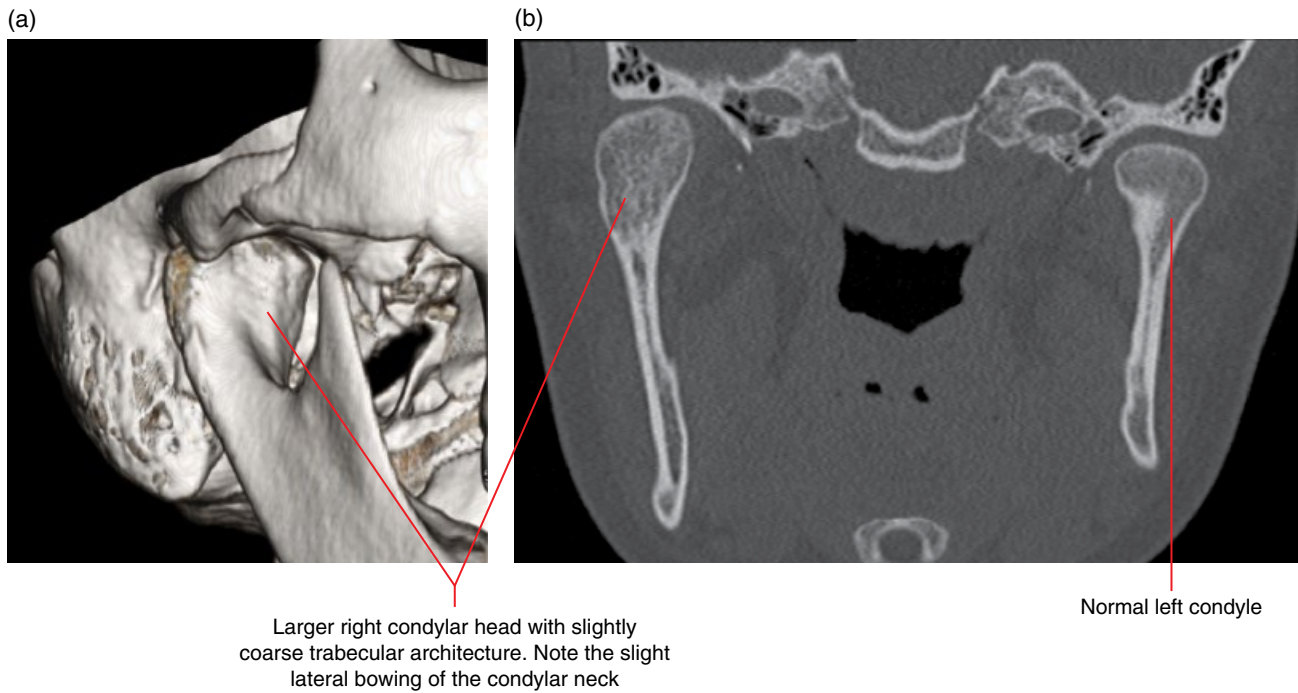 (a)
(b)
Larger right condylar head with slightly
coarse trabecular architecture. Note the slight
lateral bowing of the condylar neck
Normal left condyle